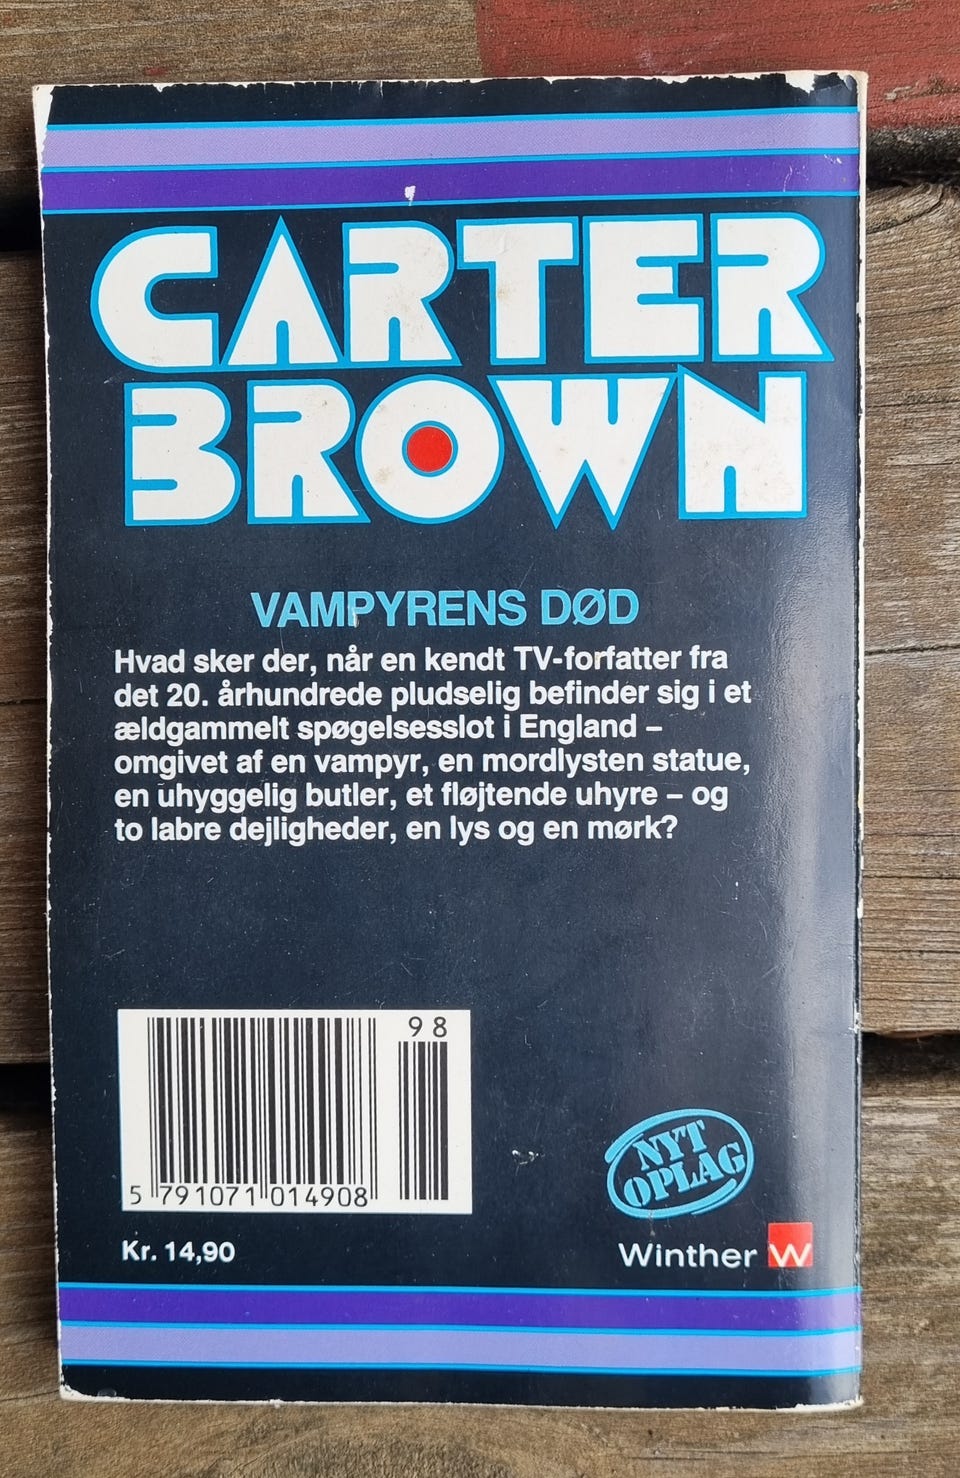 CARTER
BROWN
VAMPYRENS DØD
Hvad sker der, når en kendt TV-forfatter fra
det 20. århundrede pludselig befinder sig i et
ældgammelt spøgelsesslot i England –
omgivet af en vampyr, en mordlysten statue,
en uhyggelig butler, et fløjtende uhyre – og
to labre dejligheder, en lys og en mørk?
98
5 791071 014908
Kr. 14,90
NYT
OPLAG
Winther W